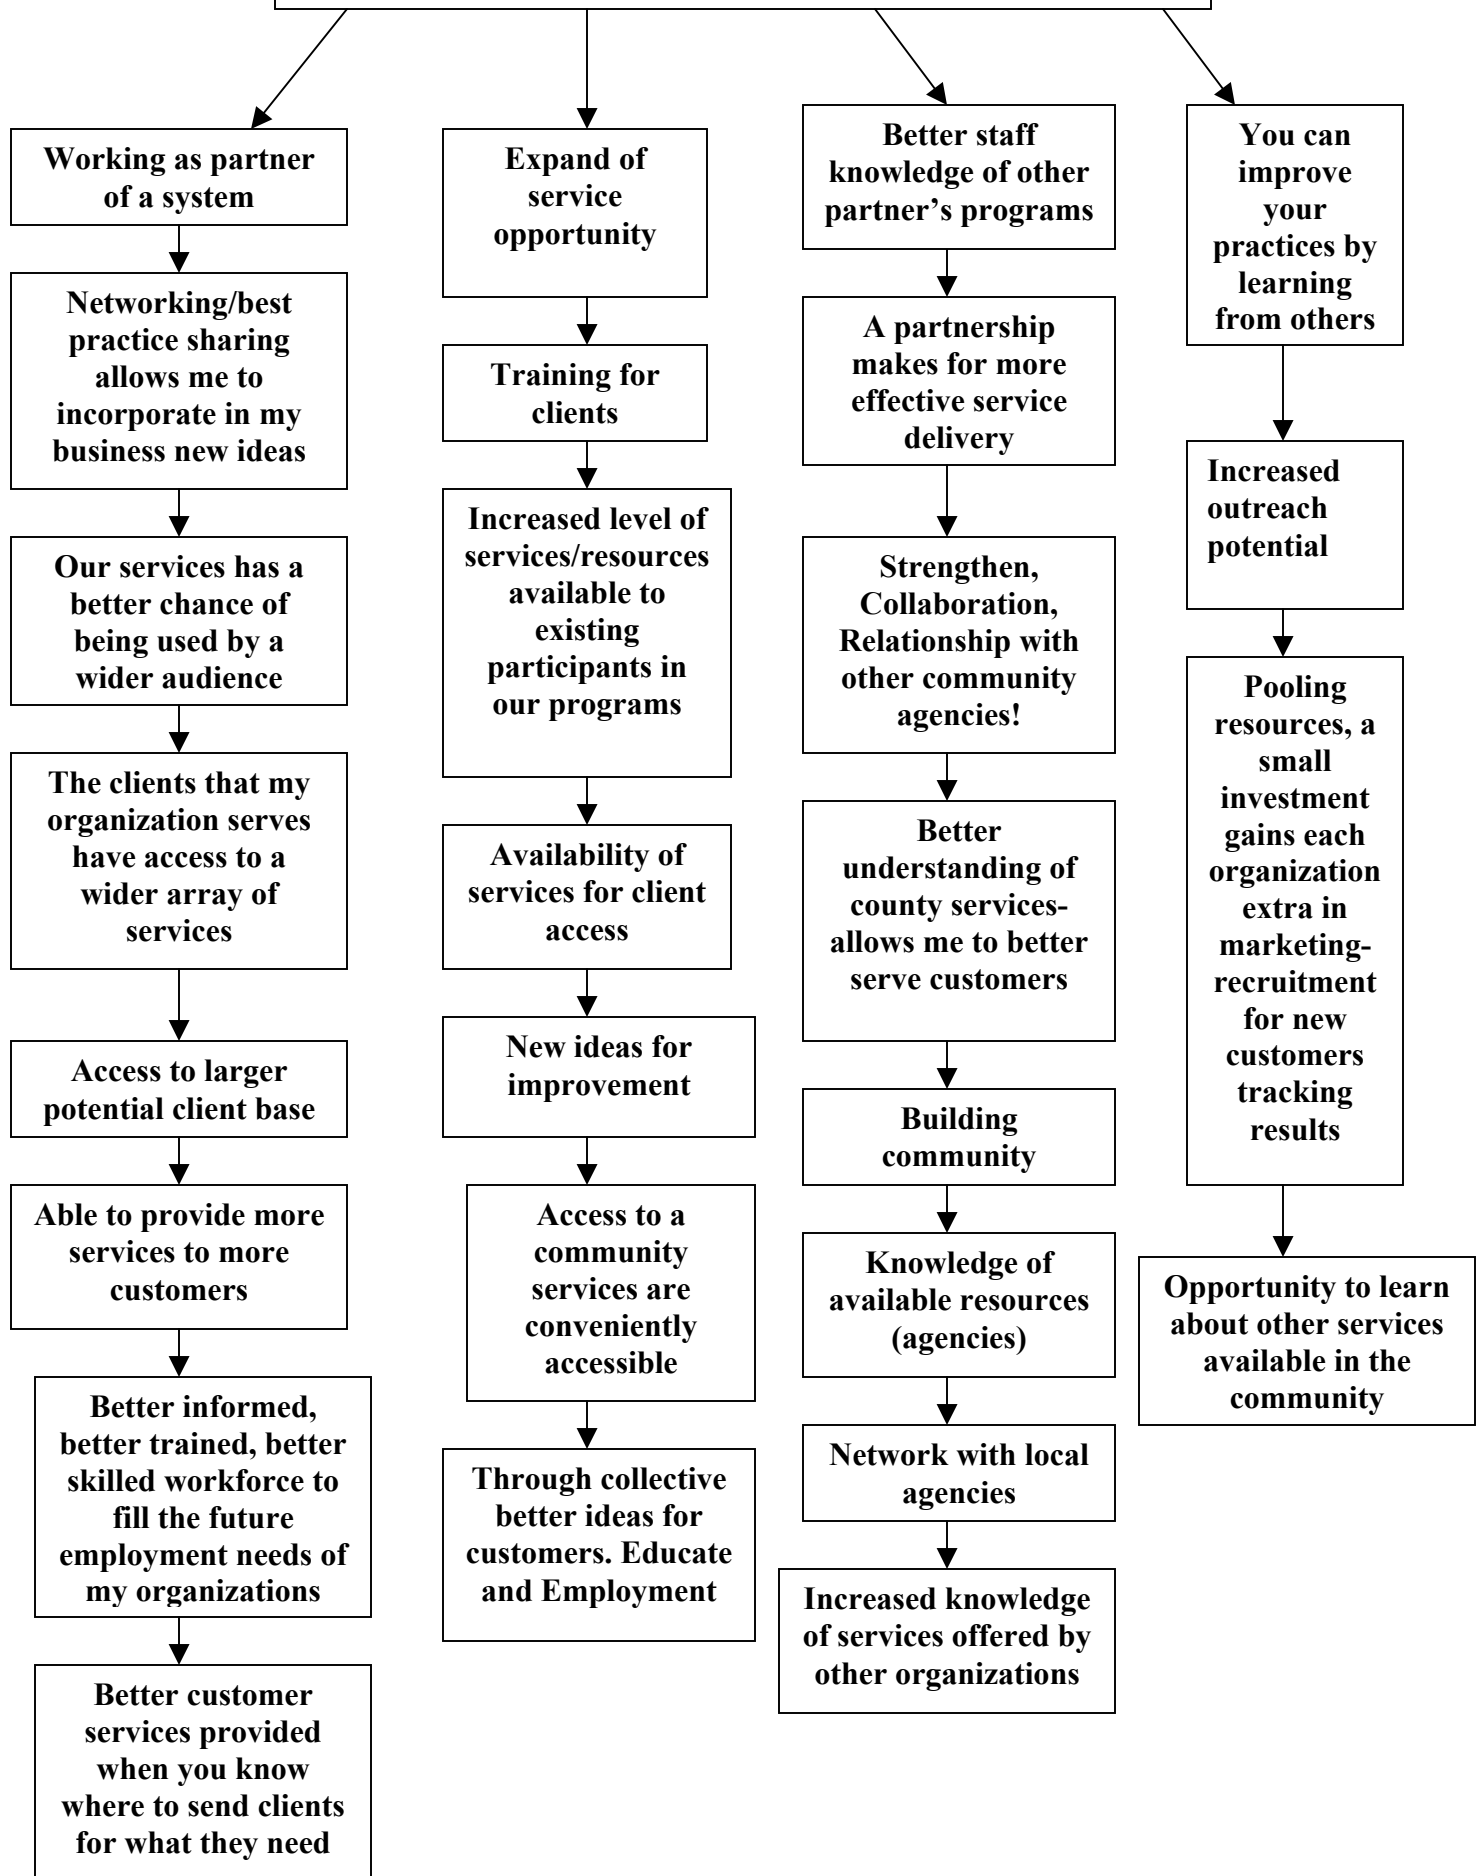 Working as partner
of a system
Networking/best
practice sharing
allows me to
incorporate in my
business new ideas
Our services has a
better chance of
being used by a
wider audience
The clients that my
organization serves
have access to a
wider array of
services
Access to larger
potential client base
Able to provide more
services to more
customers
Better informed,
better trained, better
skilled workforce to
fill the future
employment needs of
my organizations
Better customer
services provided
when you know
where to send clients
for what they need
Expand of
service
opportunity
Training for
clients
Increased level of
services/resources
available to
existing
participants in
our programs
Availability of
services for client
access
New ideas for
improvement
Access to a
community
services are
conveniently
accessible
Through collective
better ideas for
customers. Educate
and Employment
Better staff
knowledge of other
partner’s programs
A partnership
makes for more
effective service
delivery
Strengthen,
Collaboration,
Relationship with
other community
agencies!
Better
understanding of
county services-
allows me to better
serve customers
Building
community
Knowledge of
available resources
(agencies)
Network with local
agencies
Increased knowledge
of services offered by
other organizations
You can
improve
your
practices by
learning
from others
Increased
outreach
potential
Pooling
resources, a
small
investment
gains each
organization
extra in
marketing-
recruitment
for new
customers
tracking
results
Opportunity to learn
about other services
available in the
community